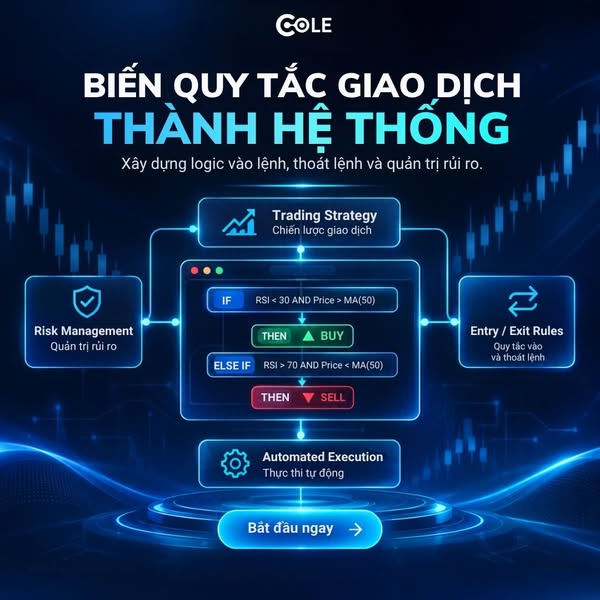 COLE
BIẾN QUY TẮC GIAO DỊCH
THÀNH HỆ THỐNG
Xây dựng logic vào lệnh, thoát lệnh và quản trị rủi ro.
Trading Strategy
Chiến lược giao dịch
Risk Management
Quản trị rủi ro
IF RSI < 30 AND Price > MA(50)
THEN ▲ BUY
ELSE IF RSI > 70 AND Price < MA(50)
THEN ▼ SELL
Entry / Exit Rules
Quy tắc vào
và thoát lệnh
Automated Execution
Thực thi tự động
Bắt đầu ngay →